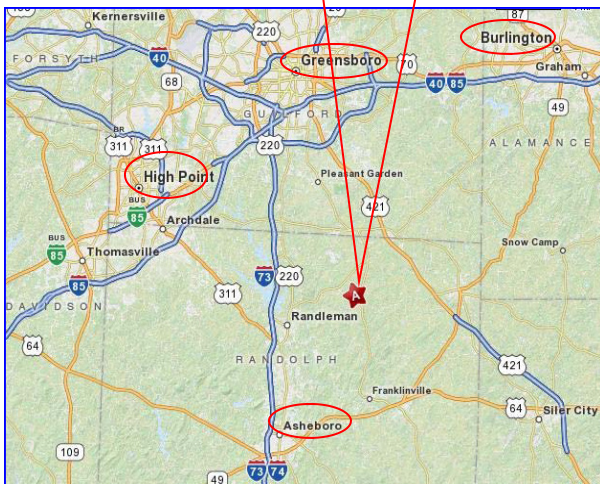 87
Kernersville
220
Burlington
Greensboro
FORSYTH
40
70
Graham
68
40 85
49
GUILFORD
BR
311
311
220
ALAMANCE
High Point
Pleasant Garden
BUS
85
421
Archdale
BUS
85
Thomasville
Snow Camp
73 220
85
311
A
DAVIDSON
Randleman
64
RANDOLPH
421
Franklinville
64
Siler City
Asheboro
109
49
73 74